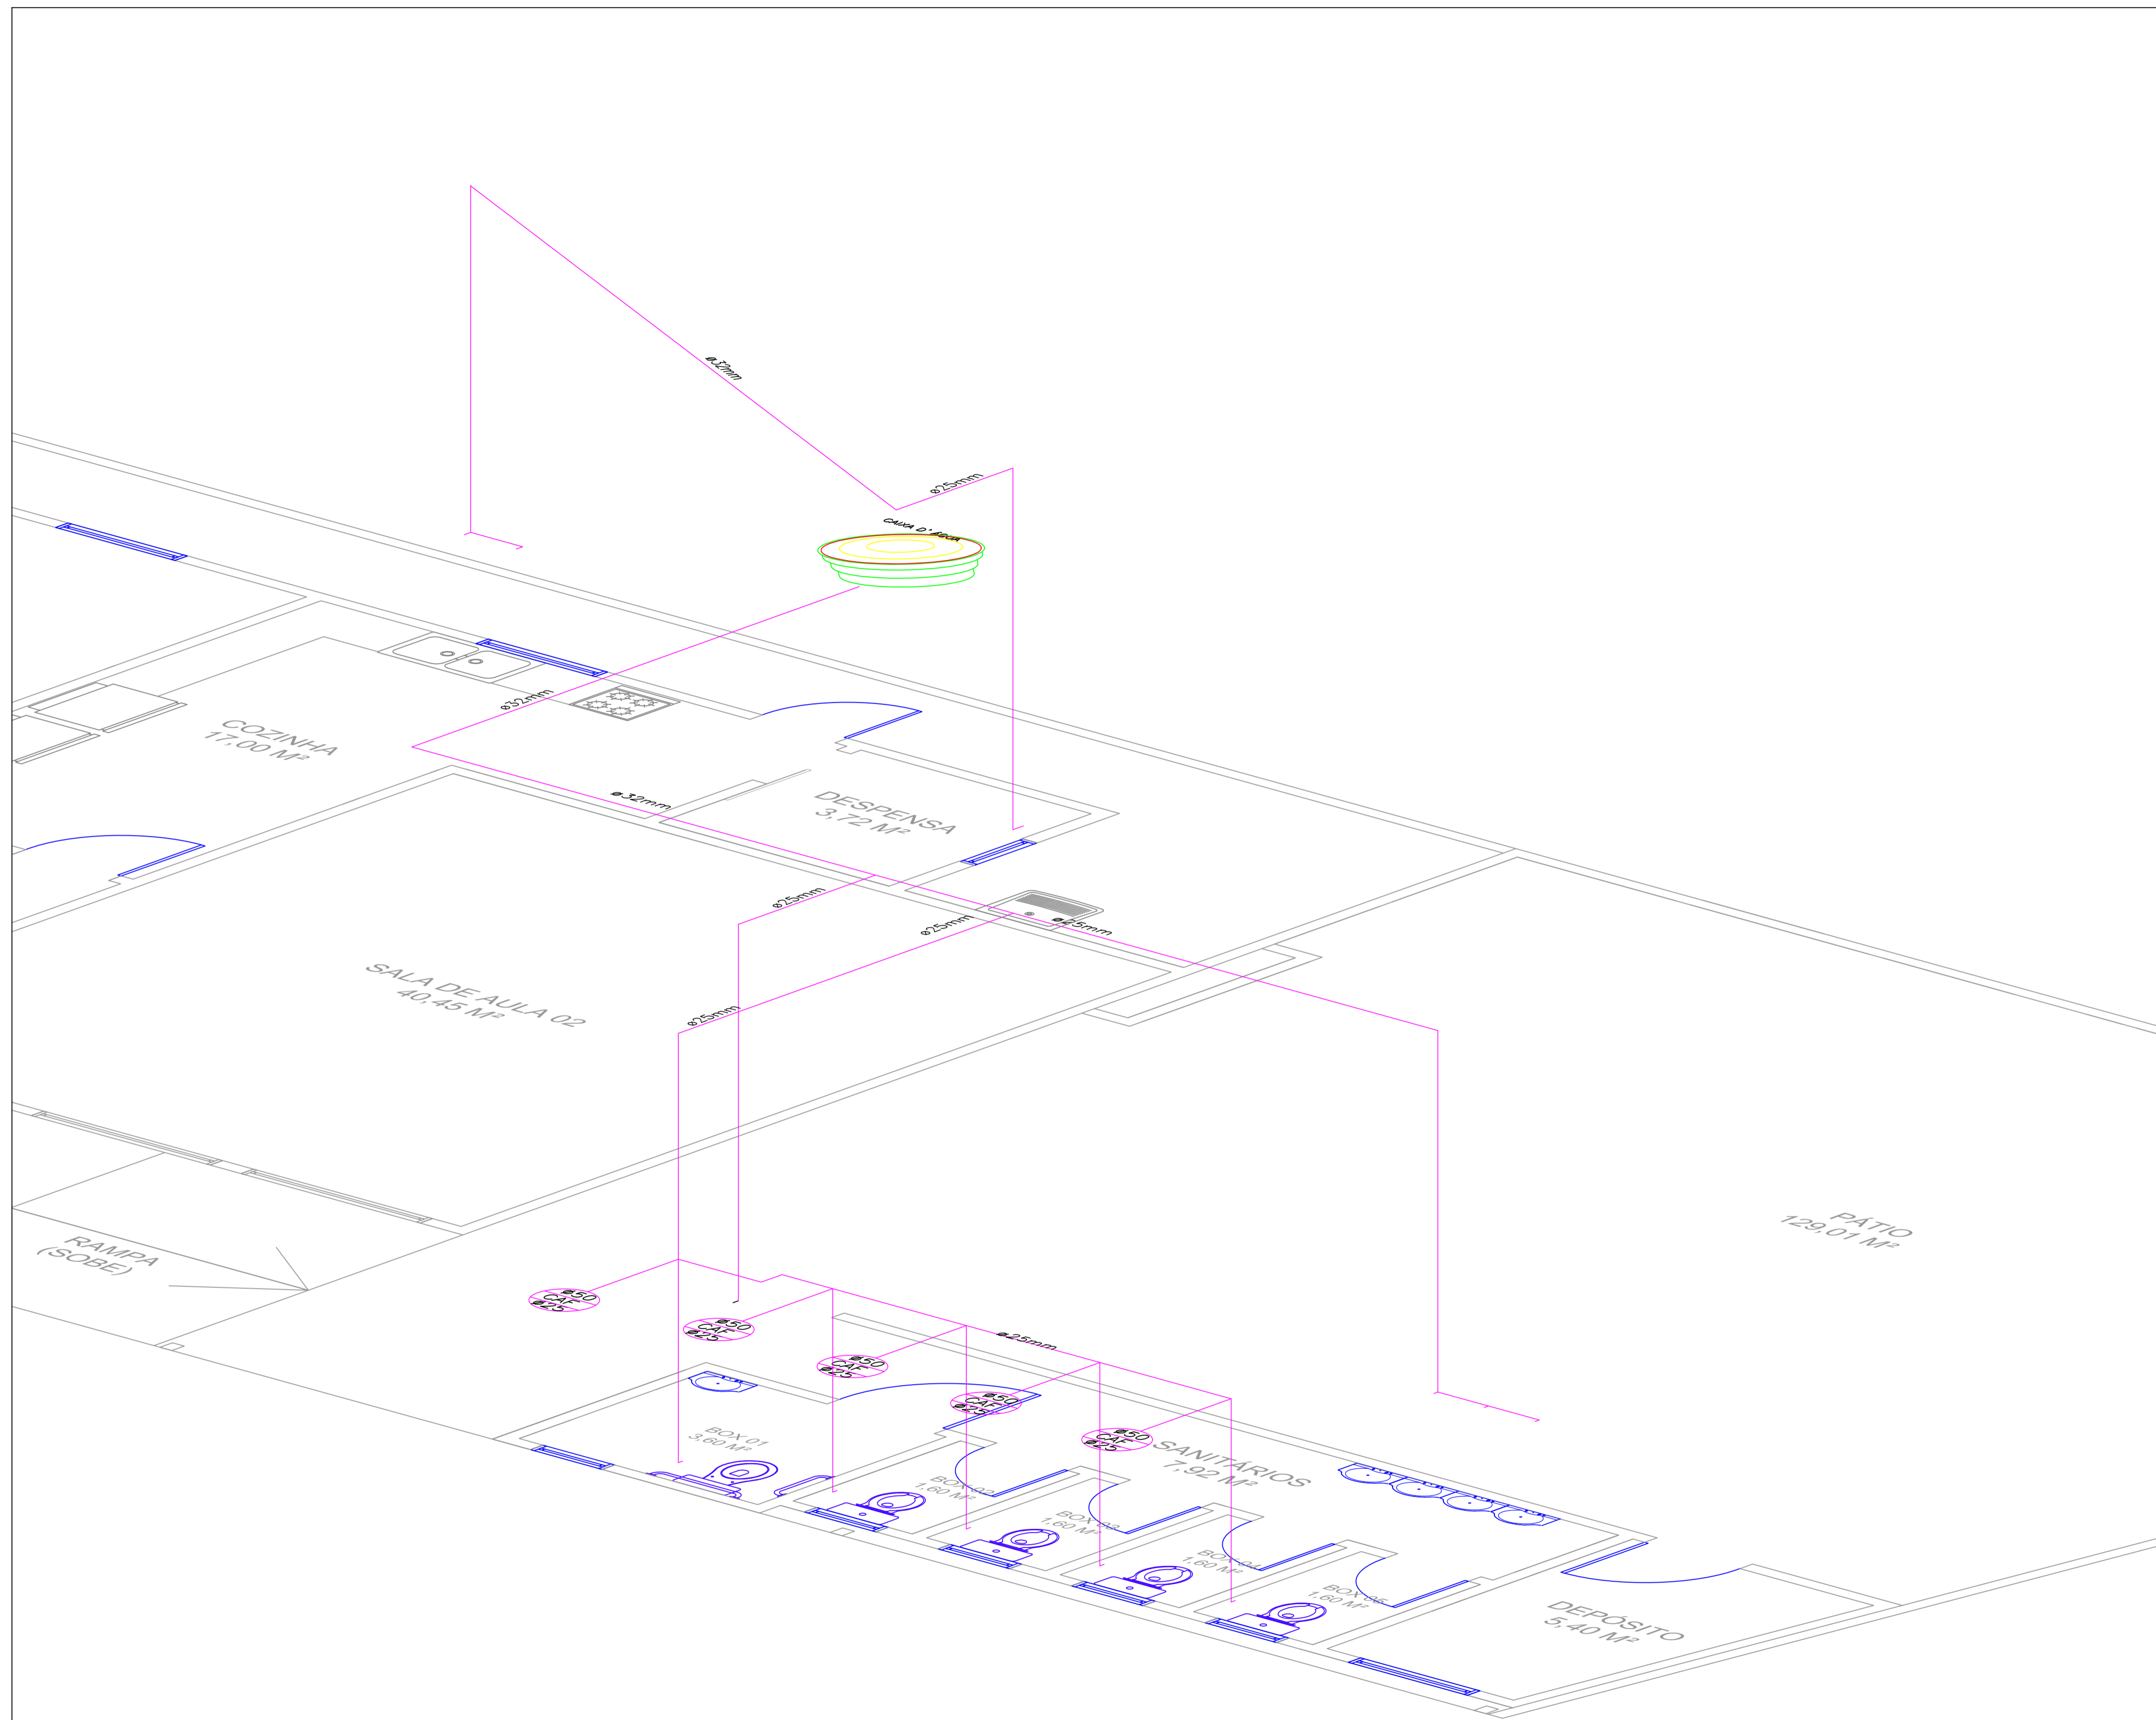 ø32mm
ø25mm
CAIXA D' ÁGUA
ø32mm
COZINHA
17,00 M²
ø32mm
DESPENSA
3,72 M²
ø25mm
ø25mm
ø25mm
SALA DE AULA 02
40,45 M²
ø25mm
PÁTIO
129,01 M²
RAMPA
(SOBE)
ø50
CAF
ø25
ø50
CAF
ø25
ø50
CAF
ø25
ø25mm
ø50
CAF
ø25
ø50
CAF
ø25
BOX 01
3,60 M²
SANITÁRIOS
7,92 M²
BOX 02
1,60 M²
BOX 03
1,60 M²
BOX 04
1,60 M²
BOX 05
1,60 M²
DEPÓSITO
5,40 M²